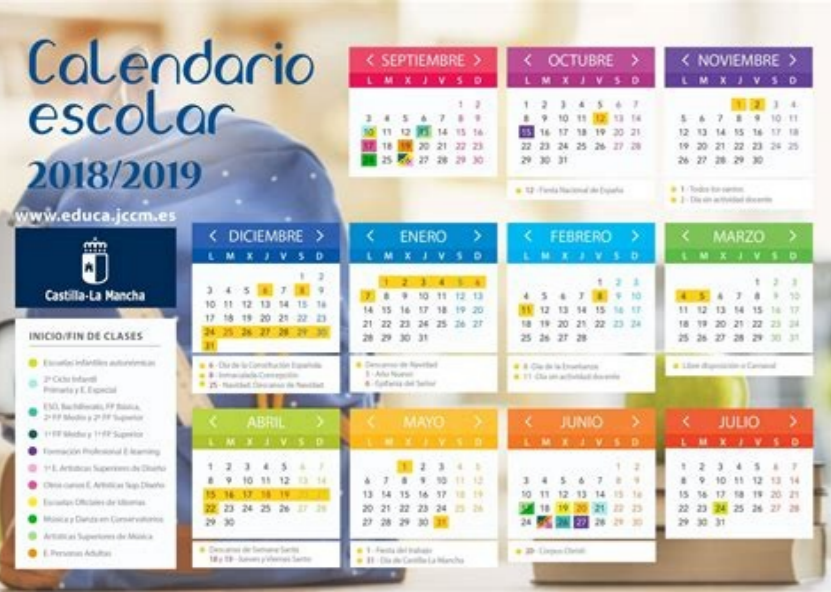 Calendario
escolar
2018/2019
www.educa.jccm.es
Castilla-La Mancha
INICIO/FIN DE CLASES
Escuelas Infantiles autonómicas
2º Ciclo Infantil
Primaria y E. Especial
ESO, Bachillerato, FP Básica,
2º FP Medio y 2º FP Superior
1º FP Medio y 1º FP Superior
Formación Profesional E-learning
1º E. Artísticas Superiores de Diseño
Otros cursos E. Artísticas Sup. Diseño
Escuelas Oficiales de Idiomas
Música y Danza en Conservatorios
Artísticas Superiores de Música
E. Personas Adultas
< SEPTIEMBRE >
L M X J V S D
1 2
3 4 5 6 7 8 9
10 11 12 13 14 15 16
17 18 19 20 21 22 23
24 25 26 27 28 29 30
< OCTUBRE >
L M X J V S D
1 2 3 4 5 6 7
8 9 10 11 12 13 14
15 16 17 18 19 20 21
22 23 24 25 26 27 28
29 30 31
12 - Fiesta Nacional de España
< NOVIEMBRE >
L M X J V S D
1 2 3 4
5 6 7 8 9 10 11
12 13 14 15 16 17 18
19 20 21 22 23 24 25
26 27 28 29 30
1 - Todos los santos
2 - Día sin actividad docente
< DICIEMBRE >
L M X J V S D
1 2
3 4 5 6 7 8 9
10 11 12 13 14 15 16
17 18 19 20 21 22 23
24 25 26 27 28 29 30
31
6 - Día de la Constitución Española
8 - Inmaculada Concepción
25 - Navidad. Descanso de Navidad
< ENERO >
L M X J V S D
1 2 3 4 5 6
7 8 9 10 11 12 13
14 15 16 17 18 19 20
21 22 23 24 25 26 27
28 29 30 31
Descanso de Navidad
Año Nuevo
6 - Epifanía del Señor
< FEBRERO >
L M X J V S D
1 2 3
4 5 6 7 8 9 10
11 12 13 14 15 16 17
18 19 20 21 22 23 24
25 26 27 28
8 - Día de la Enseñanza
11 - Día sin actividad docente
< MARZO >
L M X J V S D
1 2 3
4 5 6 7 8 9 10
11 12 13 14 15 16 17
18 19 20 21 22 23 24
25 26 27 28 29 30 31
Libre disposición o Carnaval
< ABRIL >
L M X J V S D
1 2 3 4 5 6 7
8 9 10 11 12 13 14
15 16 17 18 19 20 21
22 23 24 25 26 27 28
29 30
Descanso de Semana Santa
18 y 19 - Jueves y Viernes Santo
< MAYO >
L M X J V S D
1 2 3 4 5
6 7 8 9 10 11 12
13 14 15 16 17 18 19
20 21 22 23 24 25 26
27 28 29 30 31
1 - Fiesta del trabajo
31 - Día de Castilla La Mancha
< JUNIO >
L M X J V S D
1 2
3 4 5 6 7 8 9
10 11 12 13 14 15 16
17 18 19 20 21 22 23
24 25 26 27 28 29 30
20 - Corpus Christi
< JULIO >
L M X J V S D
1 2 3 4 5 6 7
8 9 10 11 12 13 14
15 16 17 18 19 20 21
22 23 24 25 26 27 28
29 30 31